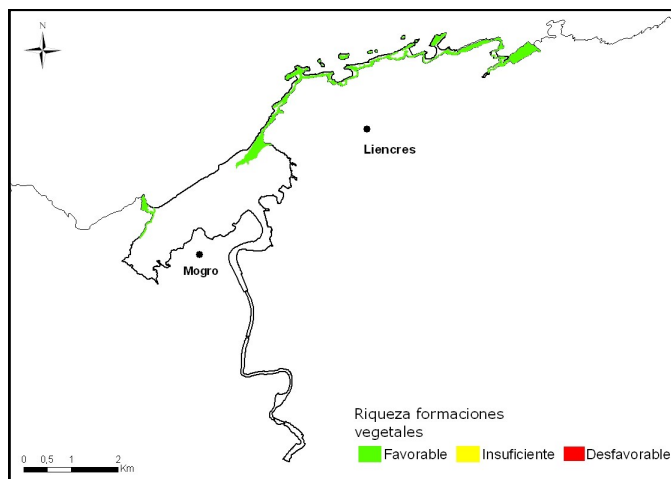 N
Liencres
Mogro
Riqueza formaciones
vegetales
Favorable Insuficiente Desfavorable
0 0,5 1 2
Km